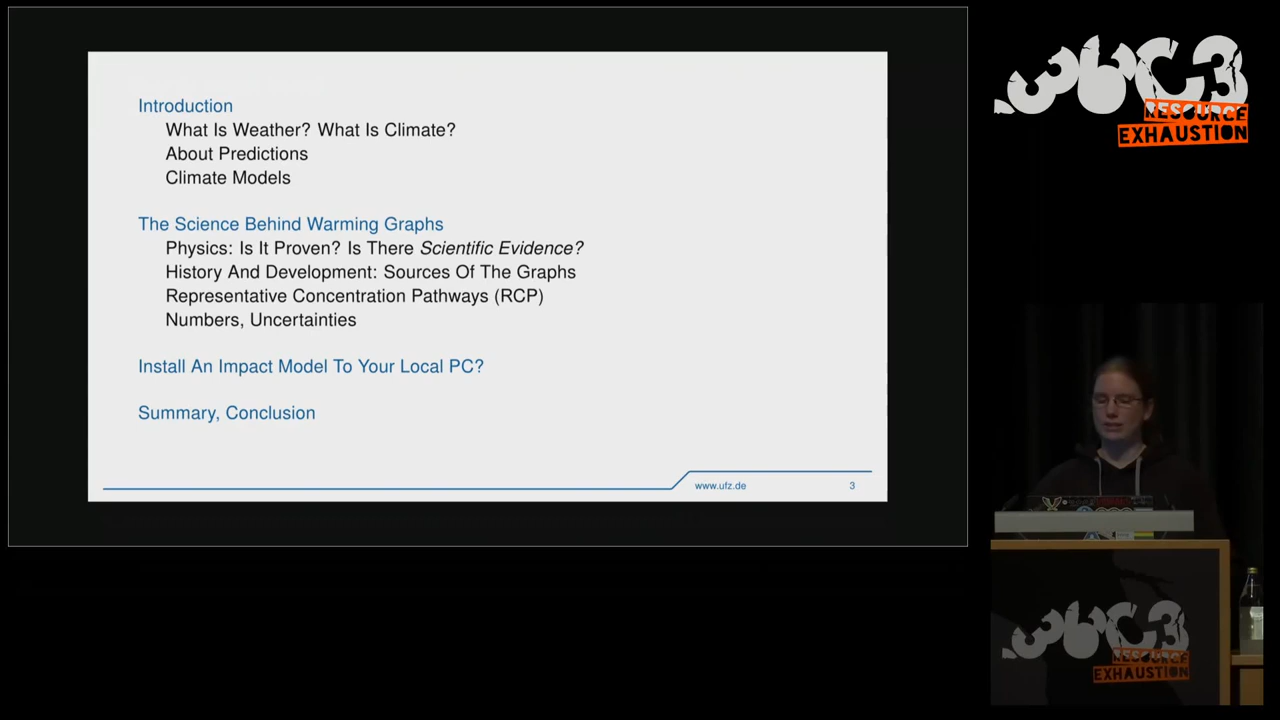 Introduction
What Is Weather? What Is Climate?
About Predictions
Climate Models
The Science Behind Warming Graphs
Physics: Is It Proven? Is There Scientific Evidence?
History And Development: Sources Of The Graphs
Representative Concentration Pathways (RCP)
Numbers, Uncertainties
Install An Impact Model To Your Local PC?
Summary, Conclusion
www.ufz.de
3
36C3
RESOURCE
EXHAUSTION
36C3
RESOURCE
EXHAUSTION